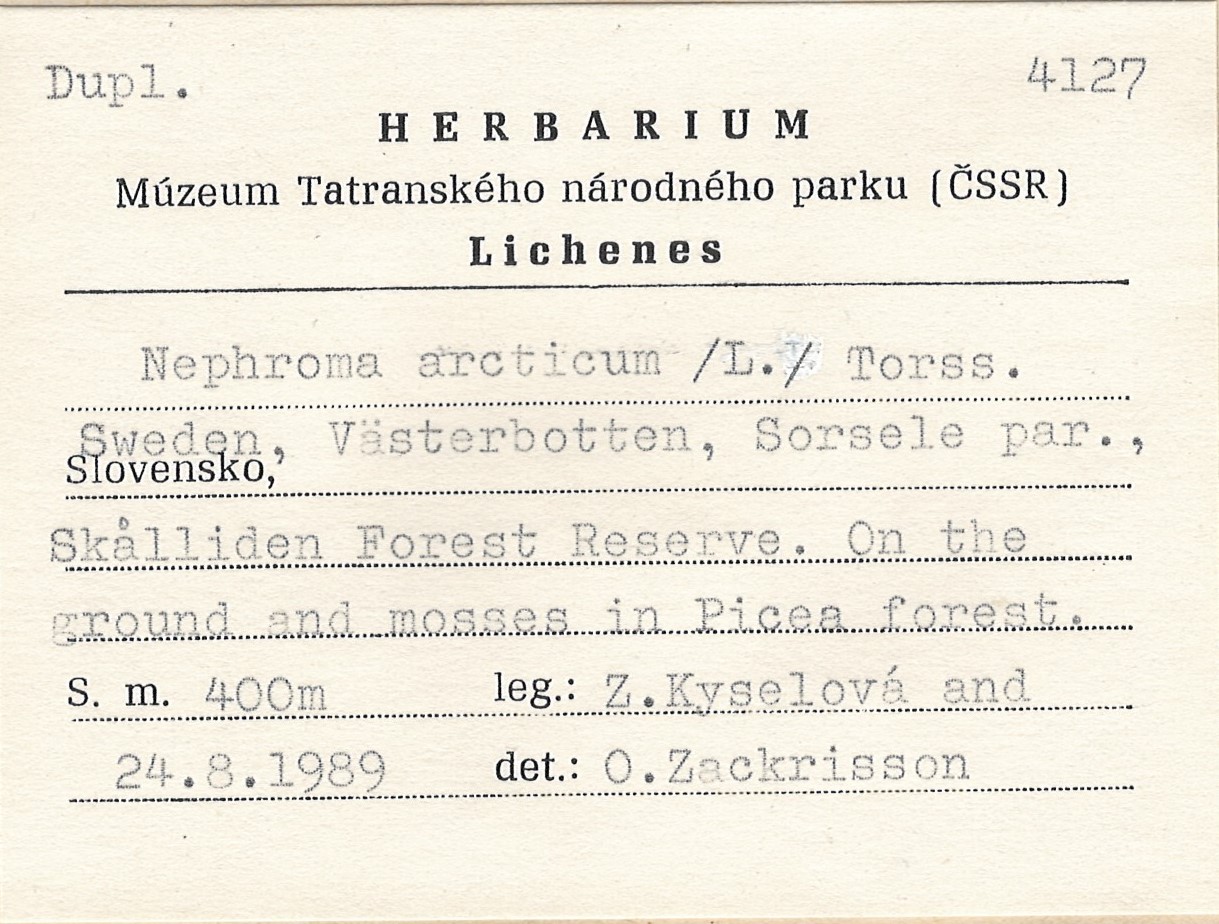 Dupl. 4127
HERBARIUM
Múzeum Tatranského národného parku (ČSSR)
Lichenes
Nephroma arcticum /L./ Torss.
Sweden, Västerbotten, Sorsele par.,
Slovensko,
Skålliden Forest Reserve. On the
ground and mosses in Picea forest.
S. m. 400m leg.: Z.Kyselová and
24.8.1989 det.: O.Zackrisson